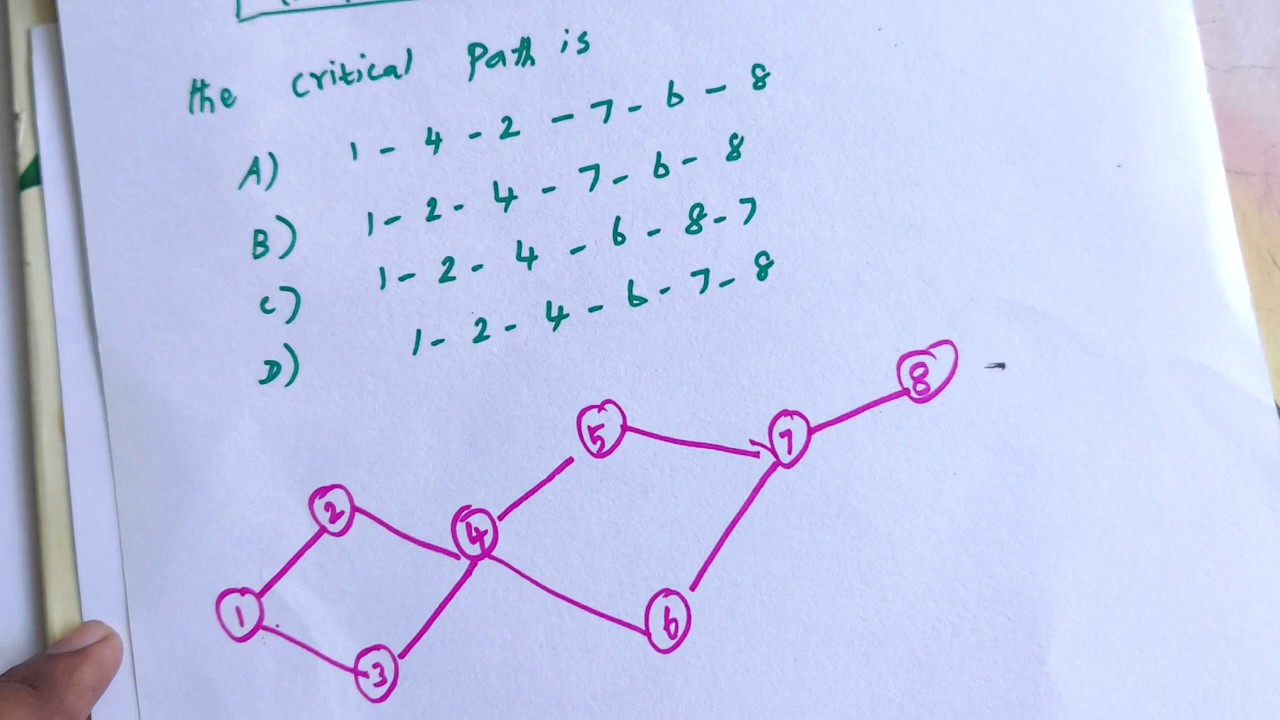 the critical Path is
A) 1 - 4 - 2 - 7 - 6 - 8
B) 1 - 2 - 4 - 7 - 6 - 8
C) 1 - 2 - 4 - 6 - 8 - 7
D) 1 - 2 - 4 - 6 - 7 - 8
8
5
7
2
4
1
6
3